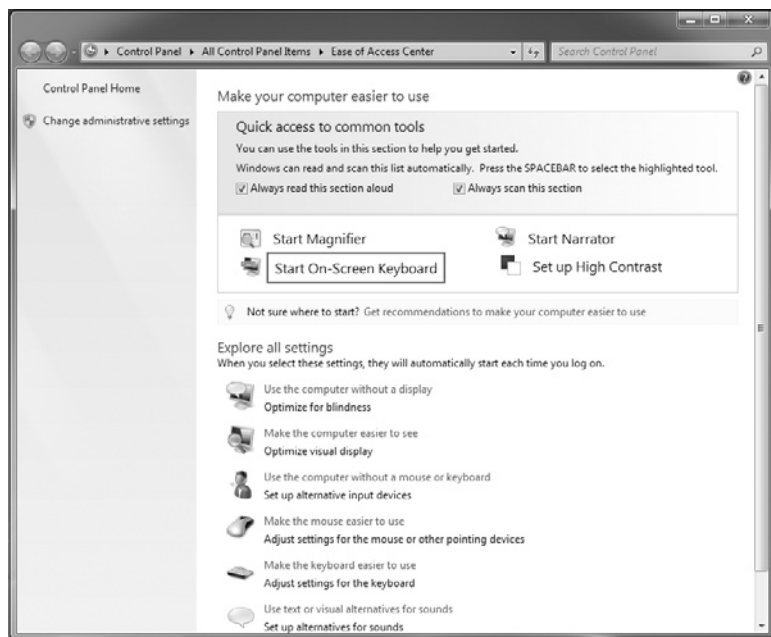 Control Panel ▸ All Control Panel Items ▸ Ease of Access Center
Search Control Panel
Control Panel Home
Change administrative settings
Make your computer easier to use
Quick access to common tools
You can use the tools in this section to help you get started.
Windows can read and scan this list automatically. Press the SPACEBAR to select the highlighted tool.
Always read this section aloud
Always scan this section
Start Magnifier
Start Narrator
Start On-Screen Keyboard
Set up High Contrast
Not sure where to start? Get recommendations to make your computer easier to use
Explore all settings
When you select these settings, they will automatically start each time you log on.
Use the computer without a display
Optimize for blindness
Make the computer easier to see
Optimize visual display
Use the computer without a mouse or keyboard
Set up alternative input devices
Make the mouse easier to use
Adjust settings for the mouse or other pointing devices
Make the keyboard easier to use
Adjust settings for the keyboard
Use text or visual alternatives for sounds
Set up alternatives for sounds